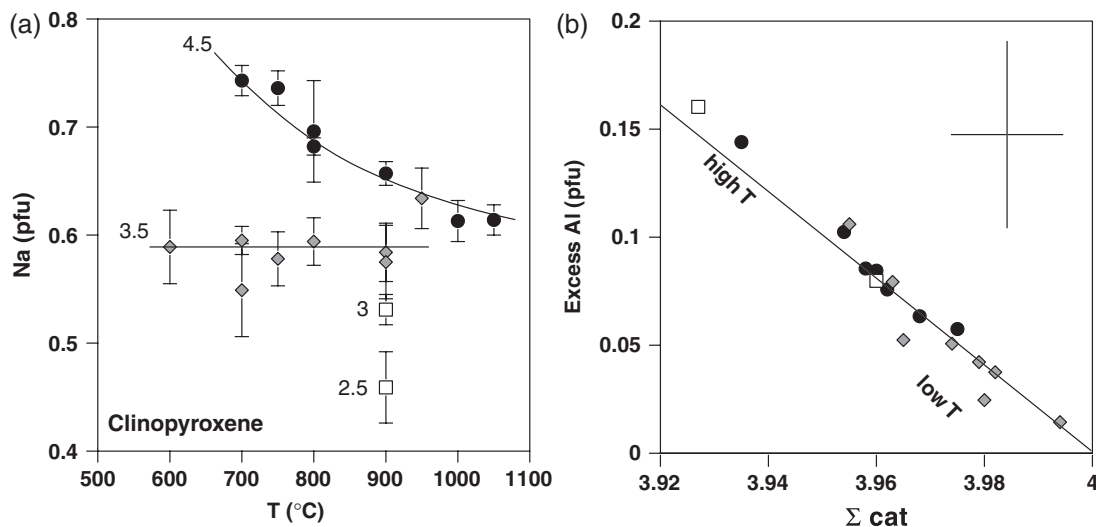 (a)
0.8
0.7
0.6
0.5
0.4
Na (pfu)
4.5
3.5
3
2.5
Clinopyroxene
500 600 700 800 900 1000 1100
T (°C)
(b)
0.2
0.15
0.1
0.05
0
Excess Al (pfu)
high T
low T
3.92 3.94 3.96 3.98 4
Σ cat